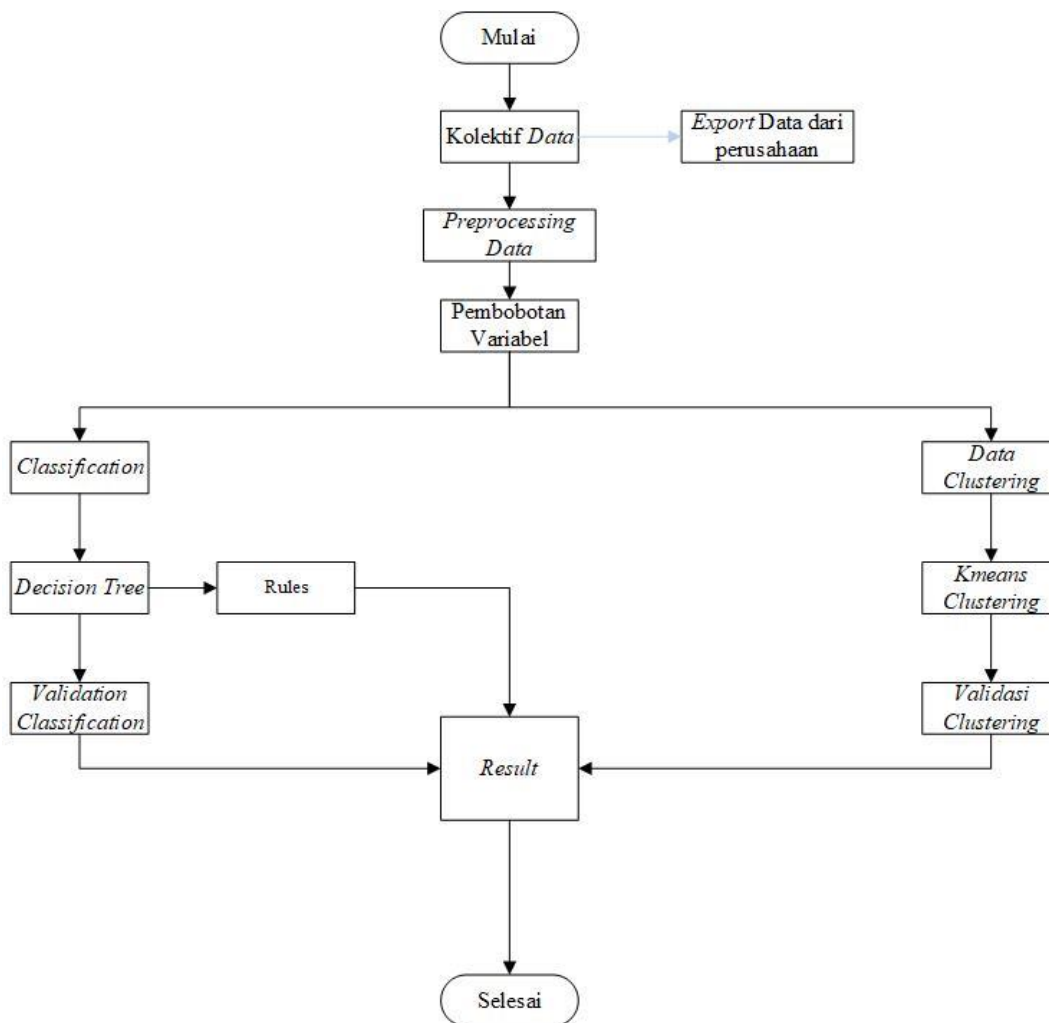 Mulai
Kolektif Data
Export Data dari
perusahaan
Preprocessing
Data
Pembobotan
Variabel
Classification
Data
Clustering
Decision Tree
Rules
Kmeans
Clustering
Validation
Classification
Validasi
Clustering
Result
Selesai